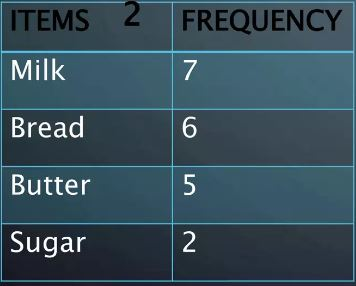 ITEMS 2 FREQUENCY
Milk 7
Bread 6
Butter 5
Sugar 2